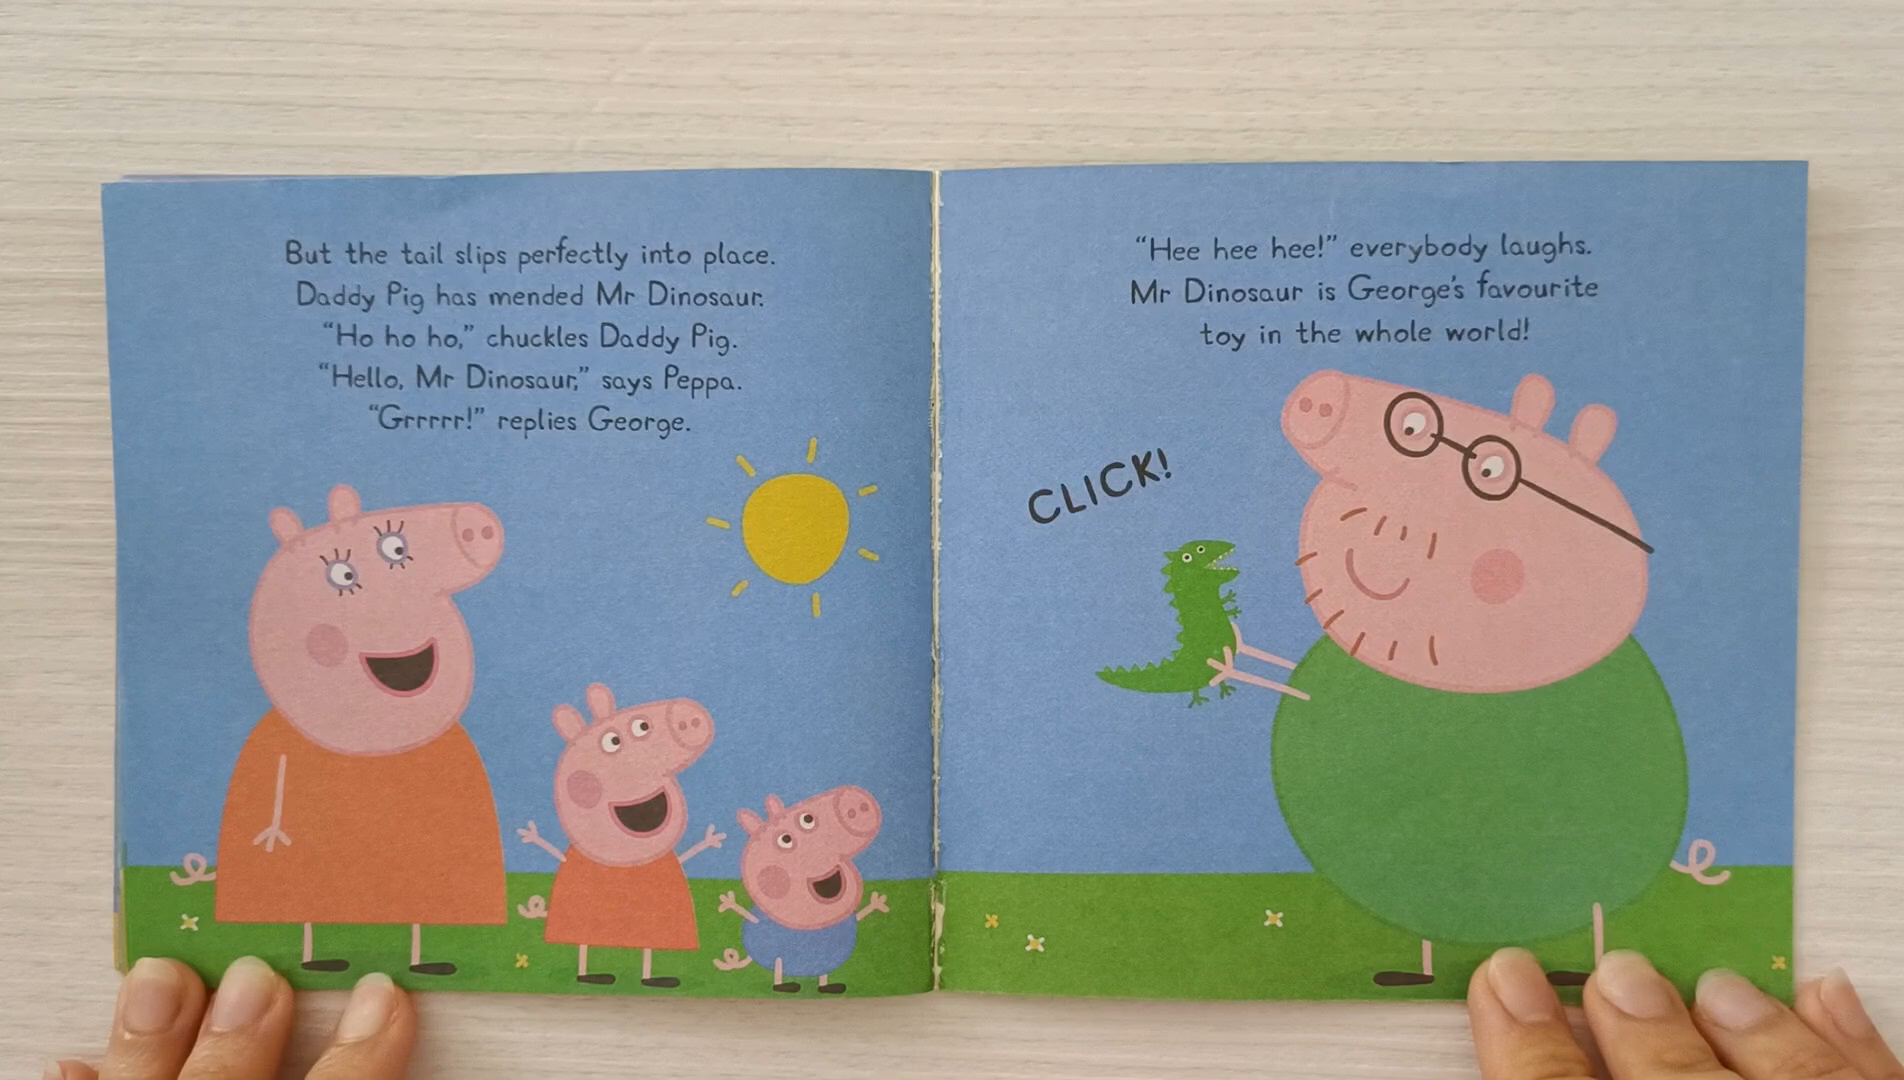 But the tail slips perfectly into place.
Daddy Pig has mended Mr Dinosaur.
“Ho ho ho,” chuckles Daddy Pig.
“Hello, Mr Dinosaur,” says Peppa.
“Grrrrr!” replies George.
“Hee hee hee!” everybody laughs.
Mr Dinosaur is George’s favourite
toy in the whole world!
CLICK!